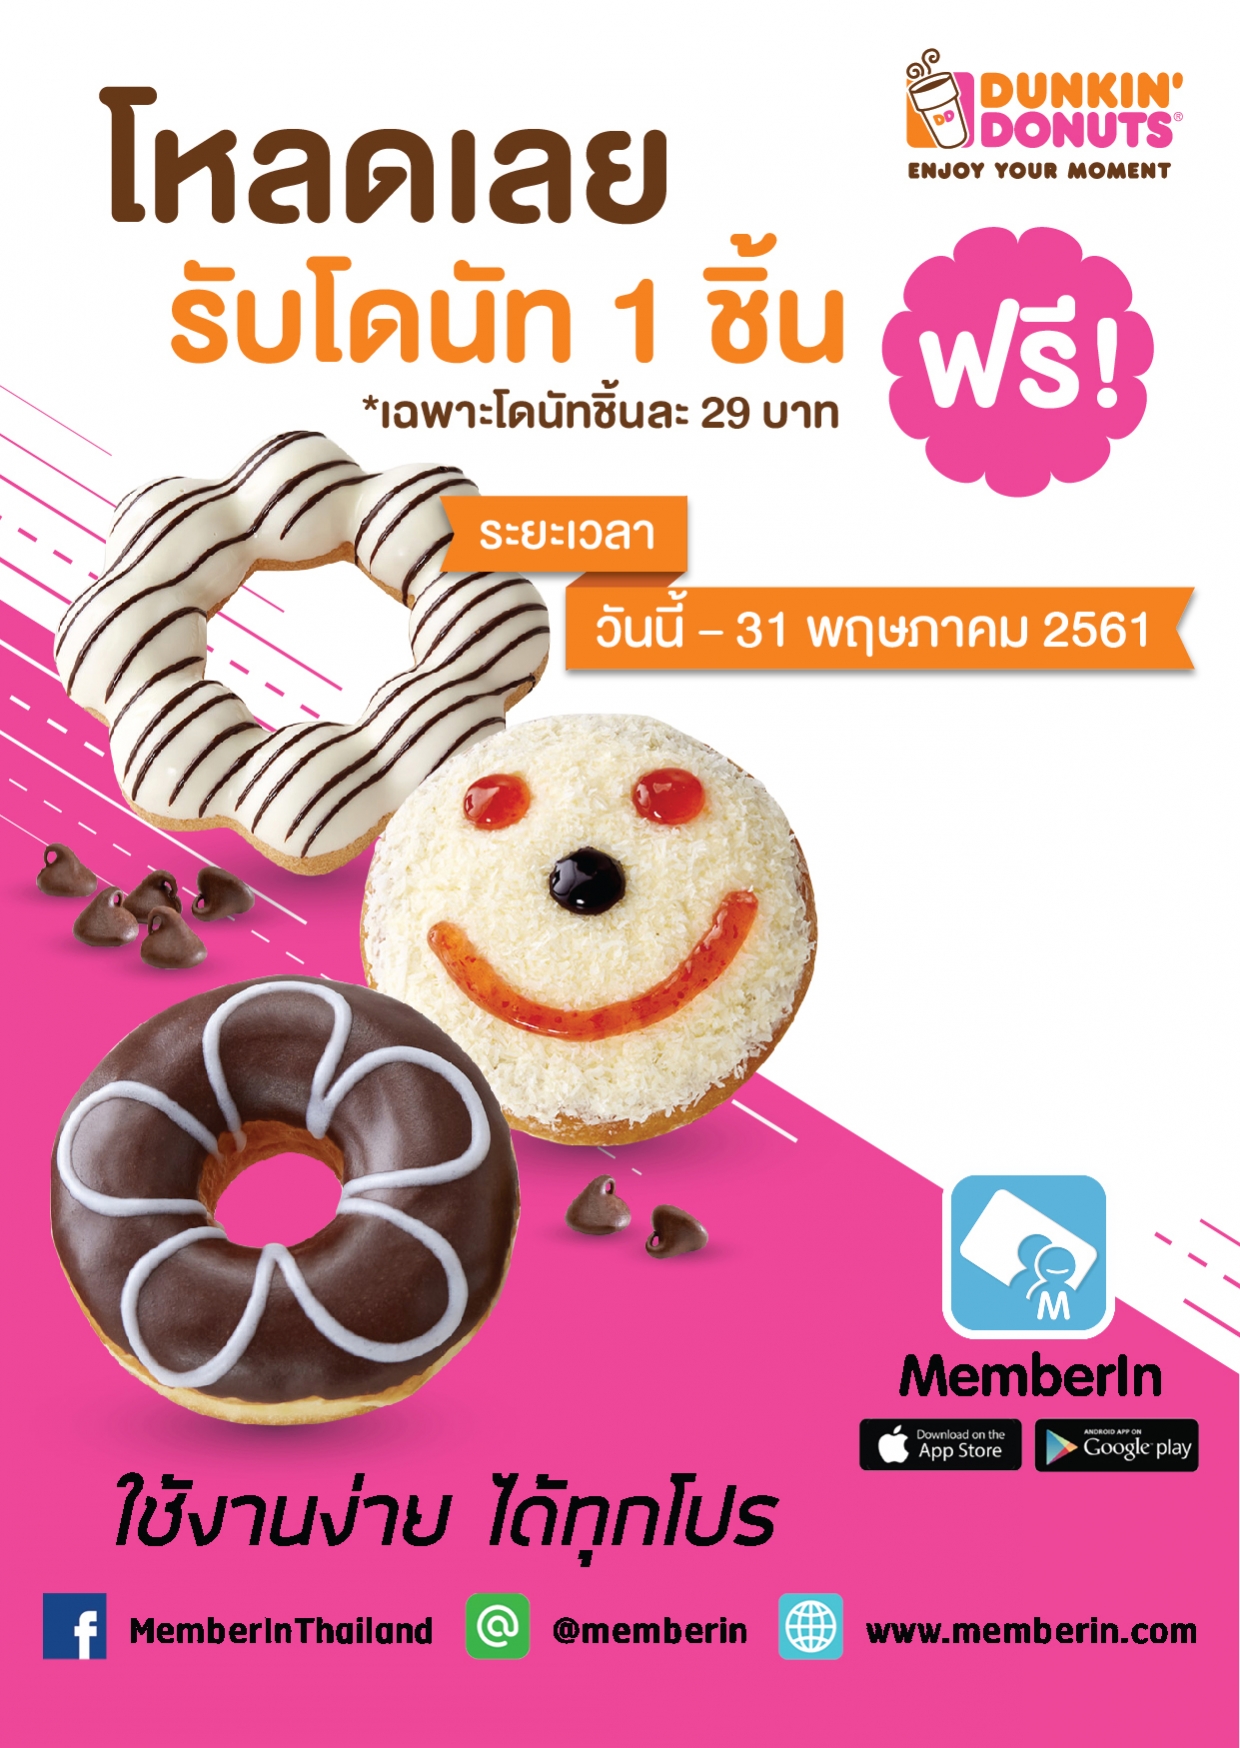 โหลดเลย
DUNKIN'
DONUTS®
ENJOY YOUR MOMENT
DD
รับโดนัท 1 ชิ้น
ฟรี!
*เฉพาะโดนัทชิ้นละ 29 บาท
ระยะเวลา
วันนี้ – 31 พฤษภาคม 2561
M
MemberIn
Download on the
App Store
ANDROID APP ON
Google play
ใช้งานง่าย ได้ทุกโปร
f MemberInThailand @ @memberin www.memberin.com